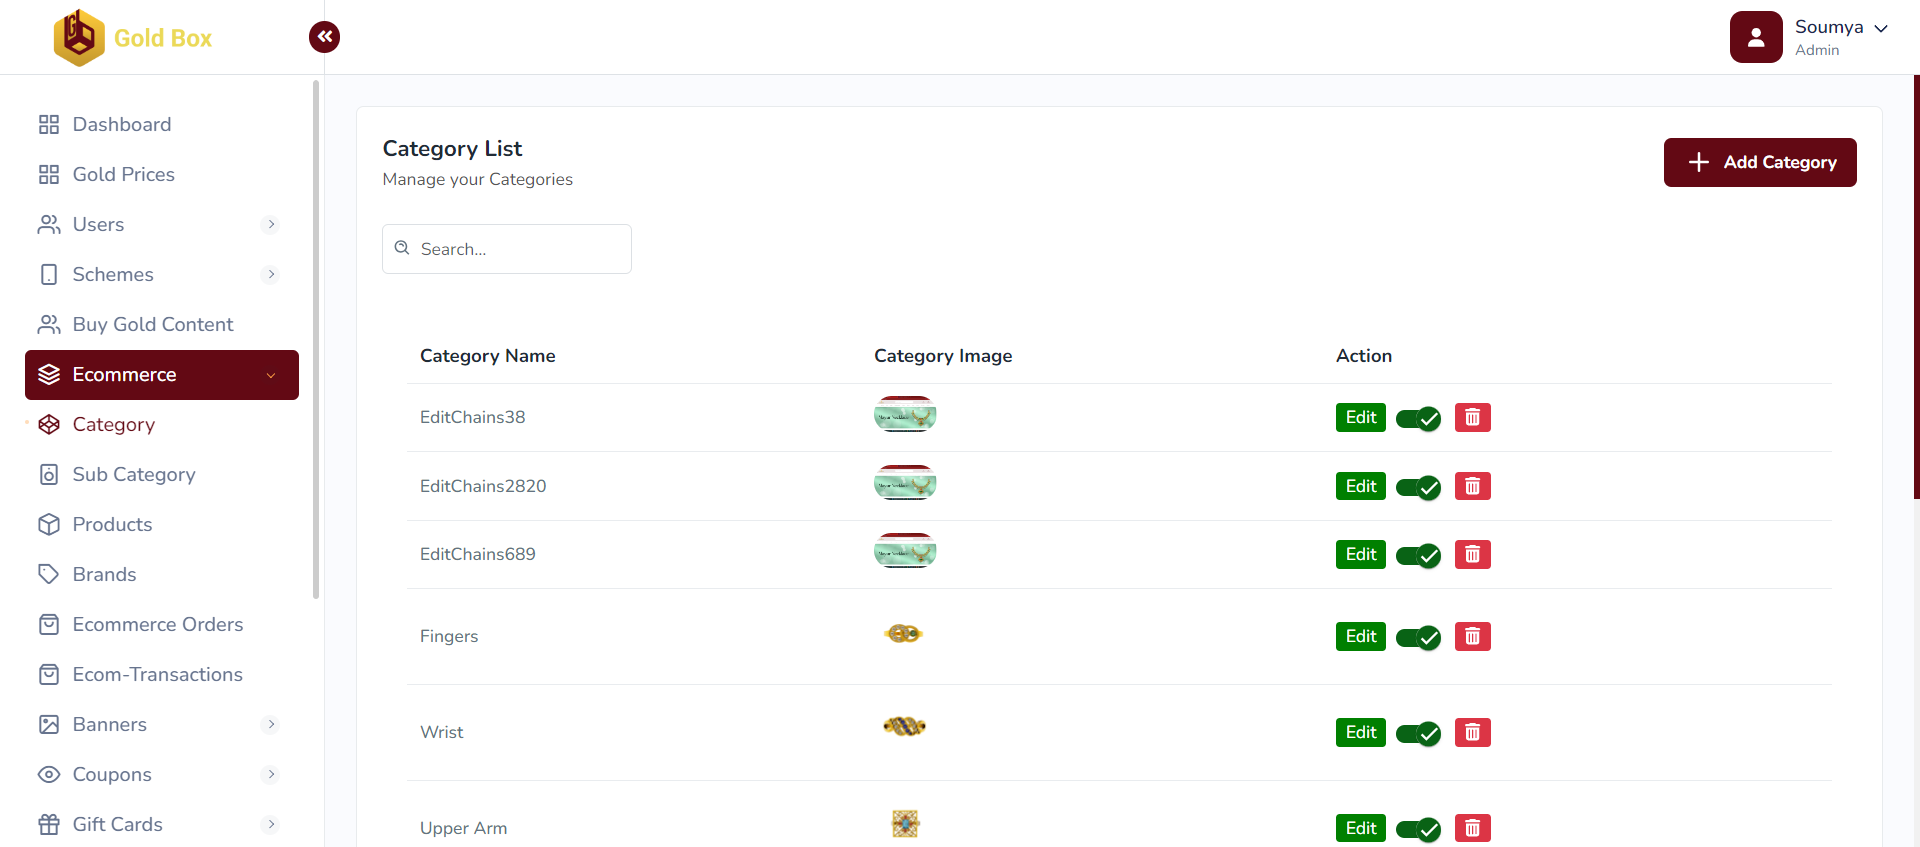 Gold Box
Soumya
Admin
Dashboard
Gold Prices
Users
Schemes
Buy Gold Content
Ecommerce
Category
Sub Category
Products
Brands
Ecommerce Orders
Ecom-Transactions
Banners
Coupons
Gift Cards
Category List
Manage your Categories
Add Category
Search...
Category Name Category Image Action
EditChains38 Edit
EditChains2820 Edit
EditChains689 Edit
Fingers Edit
Wrist Edit
Upper Arm Edit